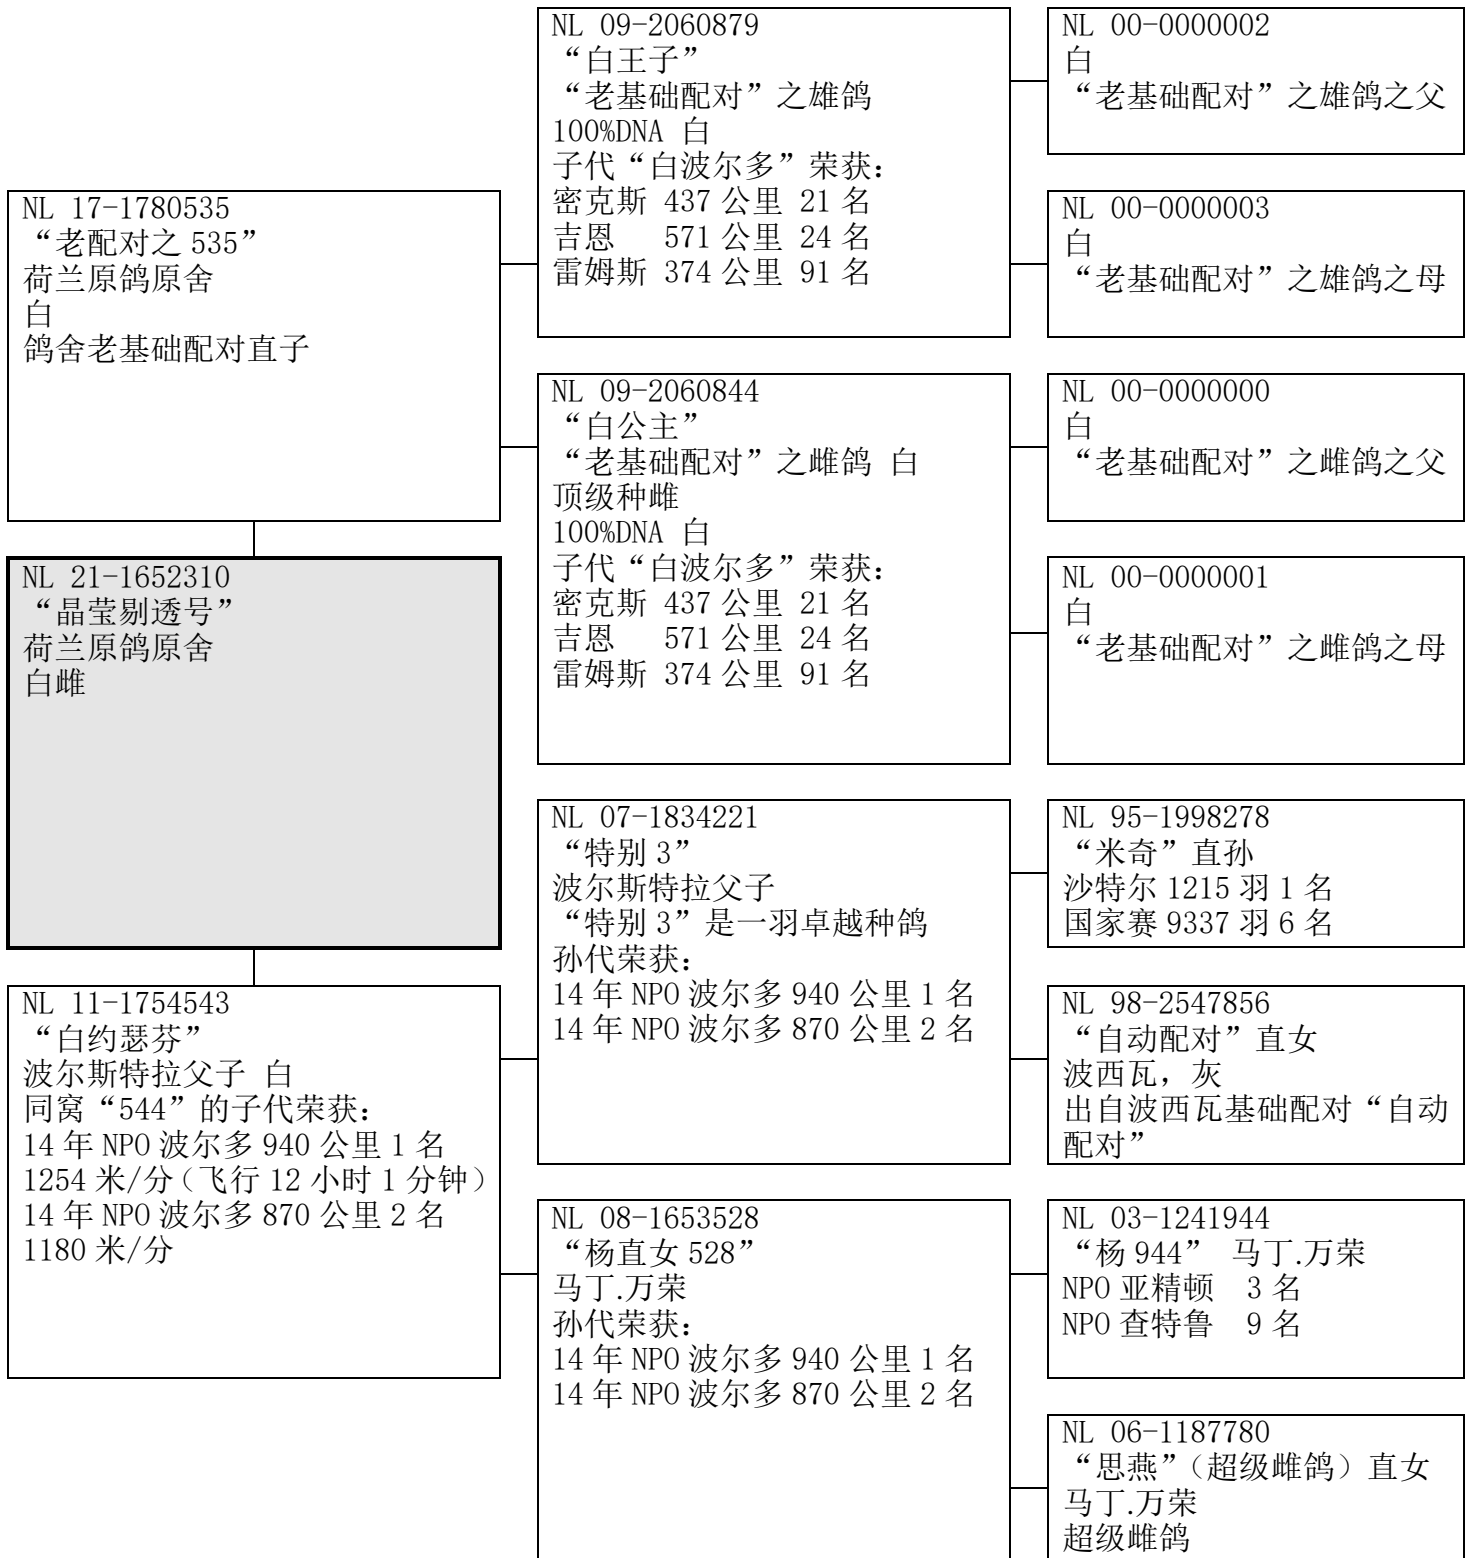 NL 17-1780535
“老配对之 535”
荷兰原鸽原舍
白
鸽舍老基础配对直子
NL 21-1652310
“晶莹剔透号”
荷兰原鸽原舍
白雌
NL 11-1754543
“白约瑟芬”
波尔斯特拉父子 白
同窝“544”的子代荣获：
14 年 NPO 波尔多 940 公里 1 名
1254 米/分（飞行 12 小时 1 分钟）
14 年 NPO 波尔多 870 公里 2 名
1180 米/分
NL 09-2060879
“白王子”
“老基础配对”之雄鸽
100%DNA 白
子代“白波尔多”荣获：
密克斯 437 公里 21 名
吉恩 571 公里 24 名
雷姆斯 374 公里 91 名
NL 09-2060844
“白公主”
“老基础配对”之雌鸽 白
顶级种雌
100%DNA 白
子代“白波尔多”荣获：
密克斯 437 公里 21 名
吉恩 571 公里 24 名
雷姆斯 374 公里 91 名
NL 07-1834221
“特别 3”
波尔斯特拉父子
“特别 3”是一羽卓越种鸽
孙代荣获：
14 年 NPO 波尔多 940 公里 1 名
14 年 NPO 波尔多 870 公里 2 名
NL 08-1653528
“杨直女 528”
马丁.万荣
孙代荣获：
14 年 NPO 波尔多 940 公里 1 名
14 年 NPO 波尔多 870 公里 2 名
NL 00-0000002
白
“老基础配对”之雄鸽之父
NL 00-0000003
白
“老基础配对”之雄鸽之母
NL 00-0000000
白
“老基础配对”之雌鸽之父
NL 00-0000001
白
“老基础配对”之雌鸽之母
NL 95-1998278
“米奇”直孙
沙特尔 1215 羽 1 名
国家赛 9337 羽 6 名
NL 98-2547856
“自动配对”直女
波西瓦，灰
出自波西瓦基础配对“自动
配对”
NL 03-1241944
“杨 944” 马丁.万荣
NPO 亚精顿 3 名
NPO 查特鲁 9 名
NL 06-1187780
“思燕”（超级雌鸽）直女
马丁.万荣
超级雌鸽